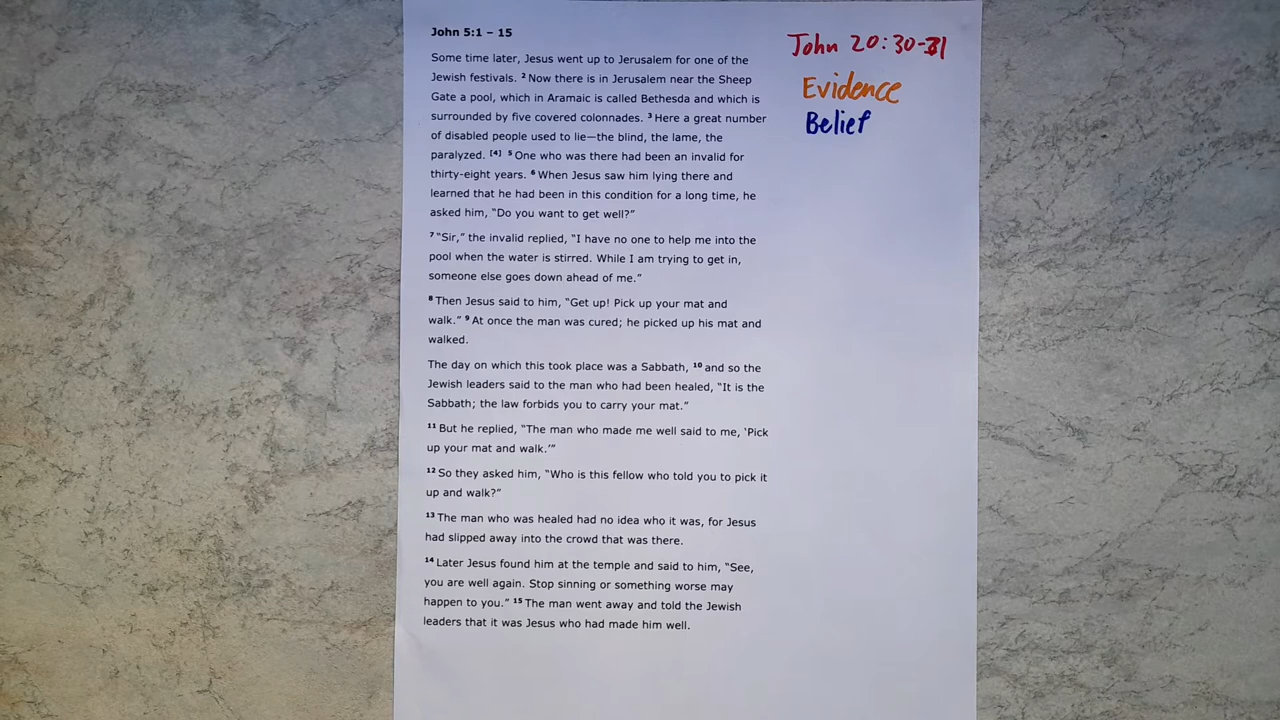 John 5:1 – 15
Some time later, Jesus went up to Jerusalem for one of the
Jewish festivals. ² Now there is in Jerusalem near the Sheep
Gate a pool, which in Aramaic is called Bethesda and which is
surrounded by five covered colonnades. ³ Here a great number
of disabled people used to lie—the blind, the lame, the
paralyzed. [4] ⁵ One who was there had been an invalid for
thirty-eight years. ⁶ When Jesus saw him lying there and
learned that he had been in this condition for a long time, he
asked him, “Do you want to get well?”
⁷ “Sir,” the invalid replied, “I have no one to help me into the
pool when the water is stirred. While I am trying to get in,
someone else goes down ahead of me.”
⁸ Then Jesus said to him, “Get up! Pick up your mat and
walk.” ⁹ At once the man was cured; he picked up his mat and
walked.
The day on which this took place was a Sabbath, ¹⁰ and so the
Jewish leaders said to the man who had been healed, “It is the
Sabbath; the law forbids you to carry your mat.”
¹¹ But he replied, “The man who made me well said to me, ‘Pick
up your mat and walk.’”
¹² So they asked him, “Who is this fellow who told you to pick it
up and walk?”
¹³ The man who was healed had no idea who it was, for Jesus
had slipped away into the crowd that was there.
¹⁴ Later Jesus found him at the temple and said to him, “See,
you are well again. Stop sinning or something worse may
happen to you.” ¹⁵ The man went away and told the Jewish
leaders that it was Jesus who had made him well.
John 20:30-31
Evidence
Belief